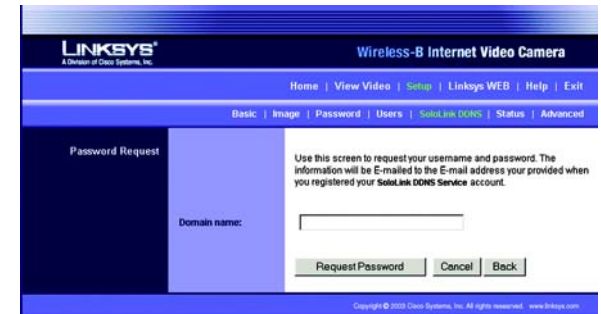 LINKSYS®
A Division of Cisco Systems, Inc.
Wireless-B Internet Video Camera
Home | View Video | Setup | Linksys WEB | Help | Exit
Basic | Image | Password | Users | SoloLink DDNS | Status | Advanced
Password Request
Use this screen to request your username and password. The
information will be E-mailed to the E-mail address your provided when
you registered your SoloLink DDNS Service account.
Domain name:
Request Password
Cancel
Back
Copyright © 2003 Cisco Systems, Inc. All rights reserved. www.linksys.com